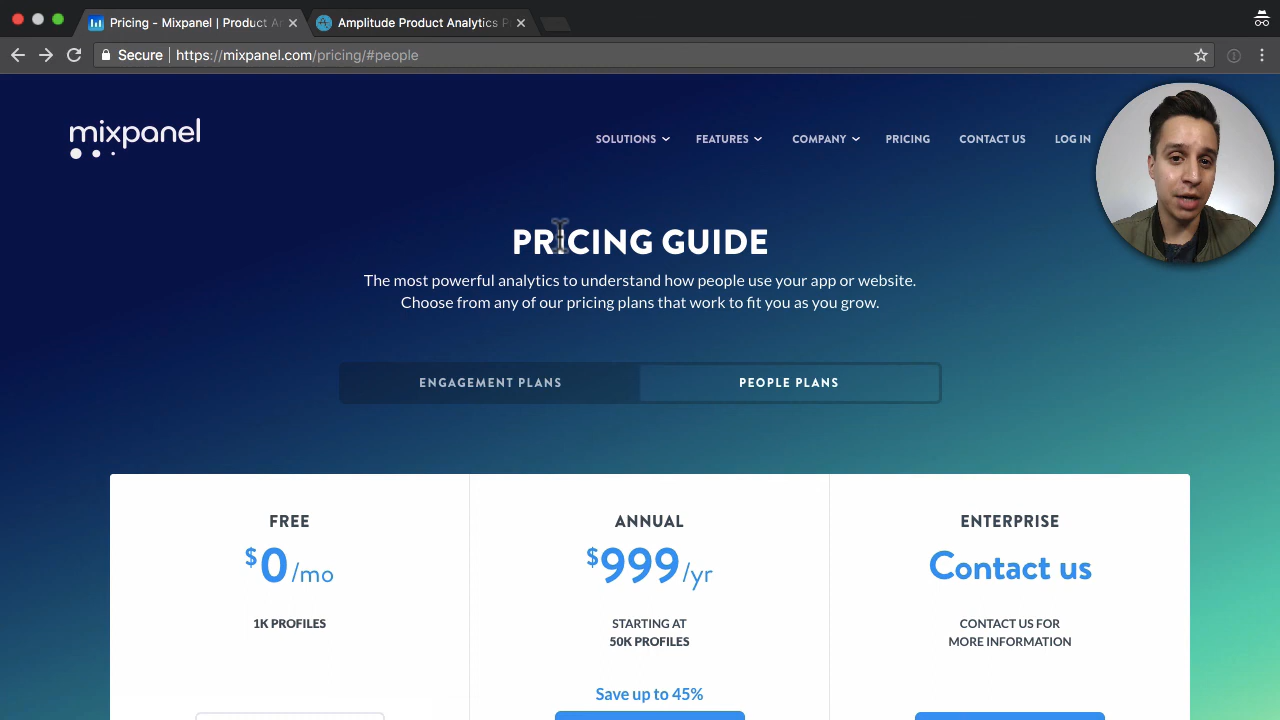 Pricing - Mixpanel | Product An
Amplitude Product Analytics P
Secure
https://mixpanel.com/pricing/#people
mixpanel
SOLUTIONS
FEATURES
COMPANY
PRICING
CONTACT US
LOG IN
PRICING GUIDE
The most powerful analytics to understand how people use your app or website.
Choose from any of our pricing plans that work to fit you as you grow.
ENGAGEMENT PLANS
PEOPLE PLANS
FREE
$0/mo
1K PROFILES
ANNUAL
$999/yr
STARTING AT
50K PROFILES
Save up to 45%
ENTERPRISE
Contact us
CONTACT US FOR
MORE INFORMATION